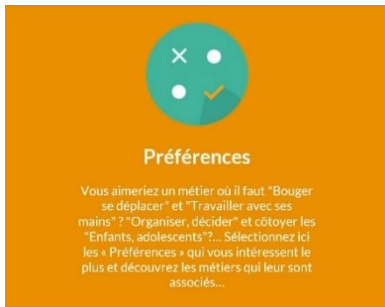 Préférences
Vous aimeriez un métier où il faut "Bouger
se déplacer" et "Travailler avec ses
mains" ? "Organiser, décider" et côtoyer les
"Enfants, adolescents"?... Sélectionnez ici
les « Préférences » qui vous intéressent le
plus et découvrez les métiers qui leur sont
associés...